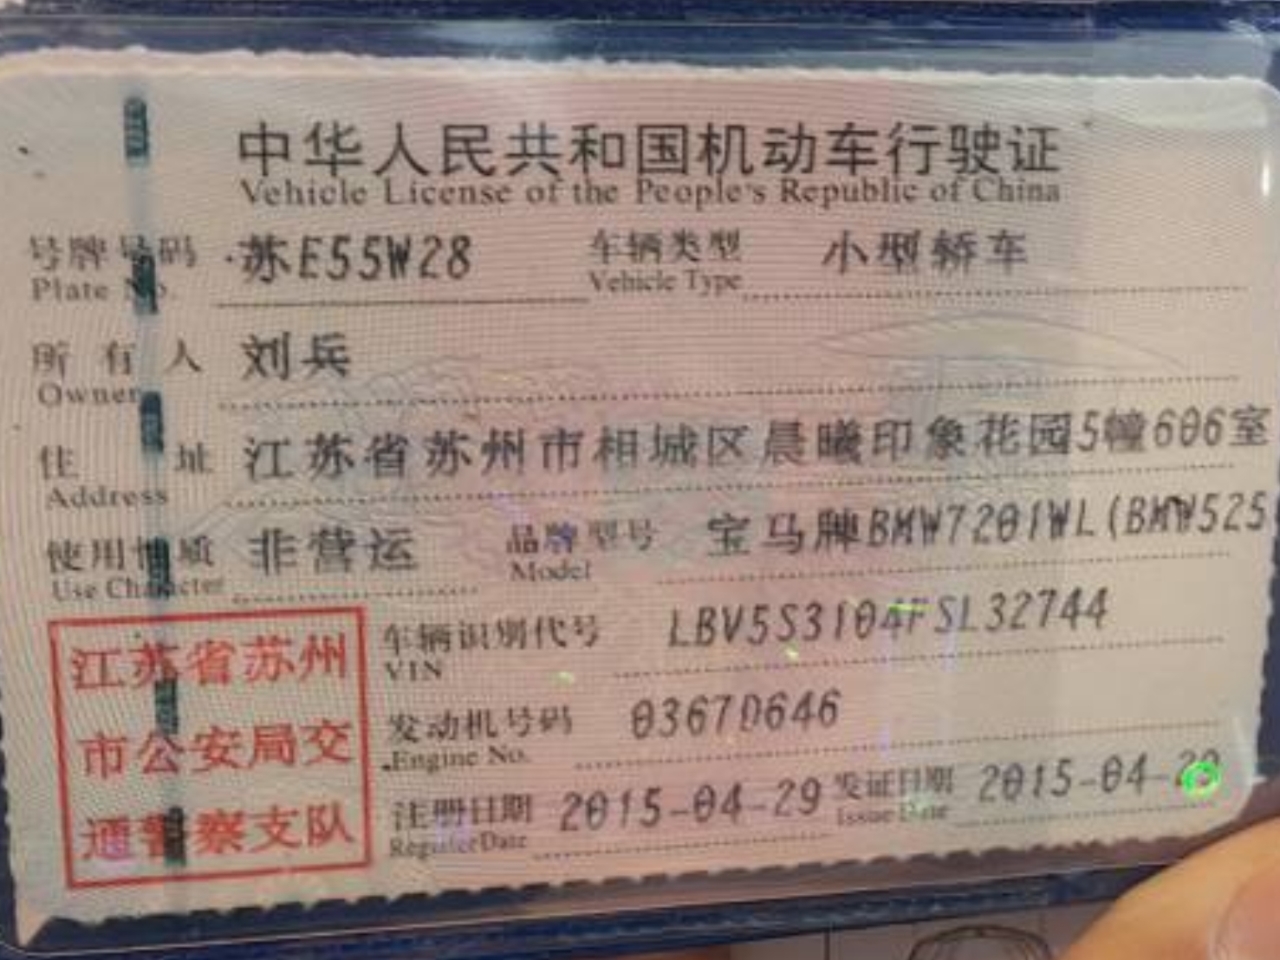 中华人民共和国机动车行驶证
Vehicle License of the People's Republic of China
号牌号码 苏E55W28 车辆类型 小型轿车
Plate No. Vehicle Type
所有人 刘兵
Owner
住址 江苏省苏州市相城区晨曦印象花园5幢606室
Address
使用性质 非营运 品牌型号 宝马牌BMW7201WL(BMW525
Use Character Model
江苏省苏州
市公安局交
通警察支队
车辆识别代号 LBV5S3104FSL32744
VIN
发动机号码 0367D646
Engine No.
注册日期 2015-04-29 发证日期 2015-04-29
Register Date Issue Date